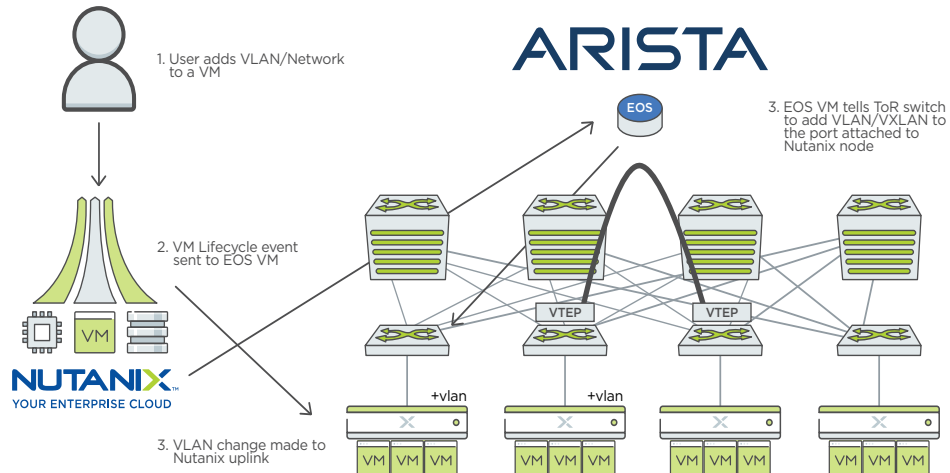 1. User adds VLAN/Network
to a VM
ARISTA
EOS
3. EOS VM tells ToR switch
to add VLAN/VXLAN to
the port attached to
Nutanix node
2. VM Lifecycle event
sent to EOS VM
VM
NUTANIX™
YOUR ENTERPRISE CLOUD
VTEP
VTEP
+vlan
+vlan
3. VLAN change made to
Nutanix uplink
X
X
X
X
VM VM VM
VM VM VM
VM VM VM
VM VM VM